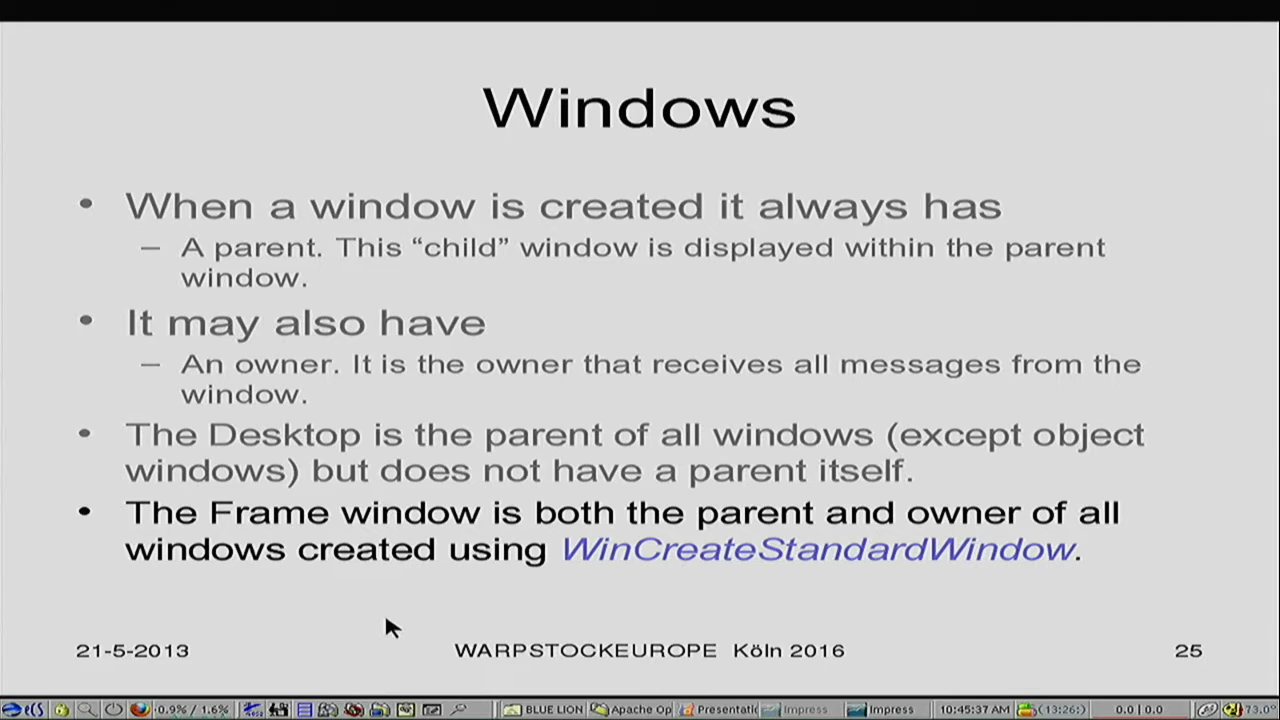 Windows
• When a window is created it always has
– A parent. This “child” window is displayed within the parent
window.
• It may also have
– An owner. It is the owner that receives all messages from the
window.
• The Desktop is the parent of all windows (except object
windows) but does not have a parent itself.
• The Frame window is both the parent and owner of all
windows created using WinCreateStandardWindow.
21-5-2013 WARPSTOCKEUROPE Köln 2016 25
eCS 0.9% / 1.6% BLUE LION Apache Op Presentatio Impress Impress 10:45:37 AM (13:26) 0.0 | 0.0 73.0°